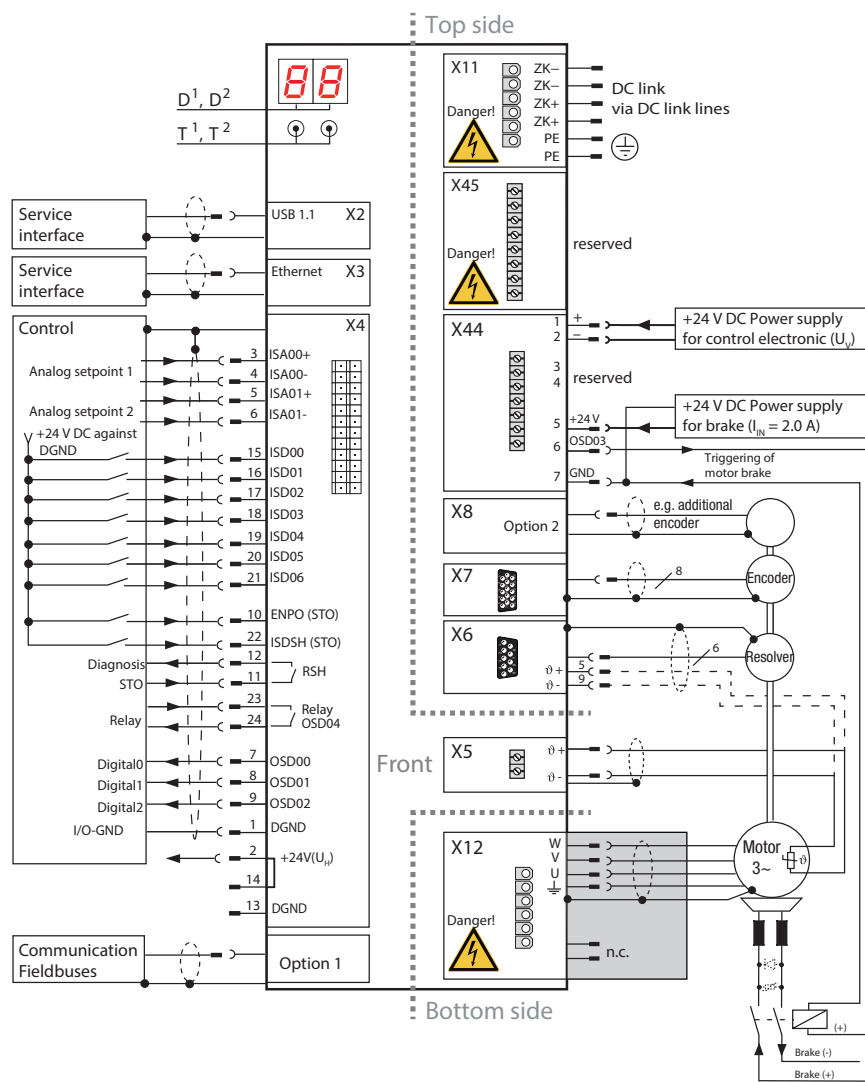 Top side
88
D1, D2
T1, T2
Service
interface
USB 1.1
X2
Service
interface
Ethernet
X3
Control
X4
Analog setpoint 1
3
ISA00+
4
ISA00-
Analog setpoint 2
5
ISA01+
6
ISA01-
+24 V DC against
DGND
15
ISD00
16
ISD01
17
ISD02
18
ISD03
19
ISD04
20
ISD05
21
ISD06
10
ENPO (STO)
22
ISDSH (STO)
Diagnosis
12
STO
11
RSH
23
Relay
24
Relay
OSD04
Digital0
7
OSD00
Digital1
8
OSD01
Digital2
9
OSD02
I/O-GND
1
DGND
2
+24V(UH)
14
13
DGND
Communication
Fieldbuses
Option 1
X11
Danger!
ZK−
ZK−
ZK+
ZK+
PE
PE
DC link
via DC link lines
X45
Danger!
reserved
X44
1
+
2
−
+24 V DC Power supply
for control electronic (UV)
3
4
reserved
5
+24 V
+24 V DC Power supply
for brake (IIN = 2.0 A)
6
OSD03
Triggering of
motor brake
7
GND
X8
Option 2
e.g. additional
encoder
X7
8
Encoder
X6
6
Resolver
ϑ+
5
ϑ-
9
Front
X5
ϑ+
ϑ-
X12
Danger!
W
V
U
n.c.
Motor
3~
ϑ
Bottom side
(+)
Brake (-)
Brake (+)